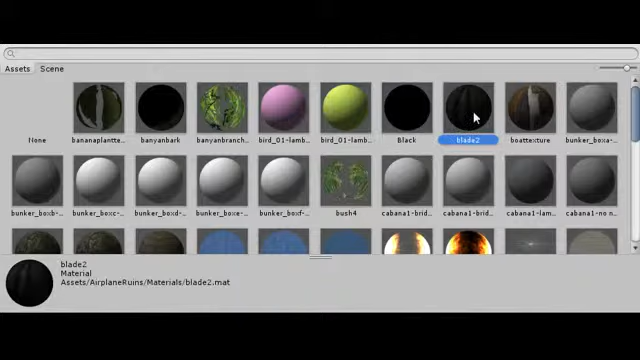 Assets Scene
None bananaplantte... banyanbark banyanbranch... bird_01-lamb... bird_01-lamb... Black blade2 boattexture bunker_boxa-...
bunker_boxb-... bunker_boxc-... bunker_boxd-... bunker_boxe-... bunker_boxf-... bush4 cabana1-brid... cabana1-brid... cabana1-lam... cabana1-no n...
blade2
Material
Assets/AirplaneRuins/Materials/blade2.mat